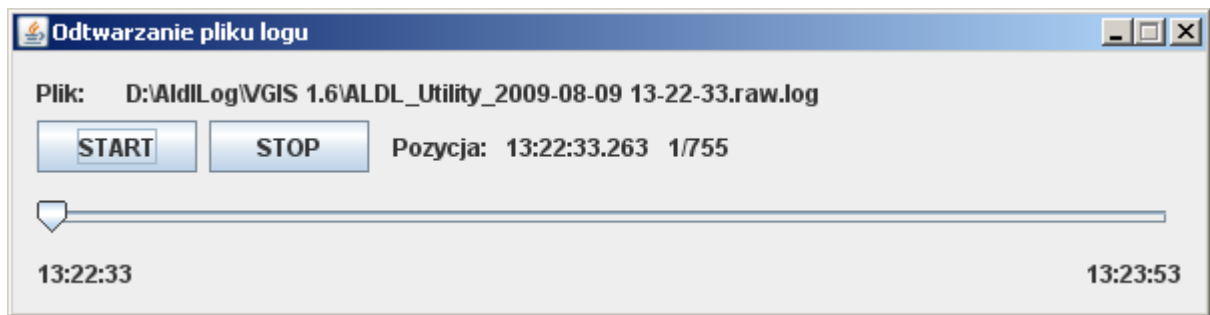 Odtwarzanie pliku logu
Plik: D:\AldlLog\VGIS 1.6\ALDL_Utility_2009-08-09 13-22-33.raw.log
START STOP Pozycja: 13:22:33.263 1/755
13:22:33 13:23:53